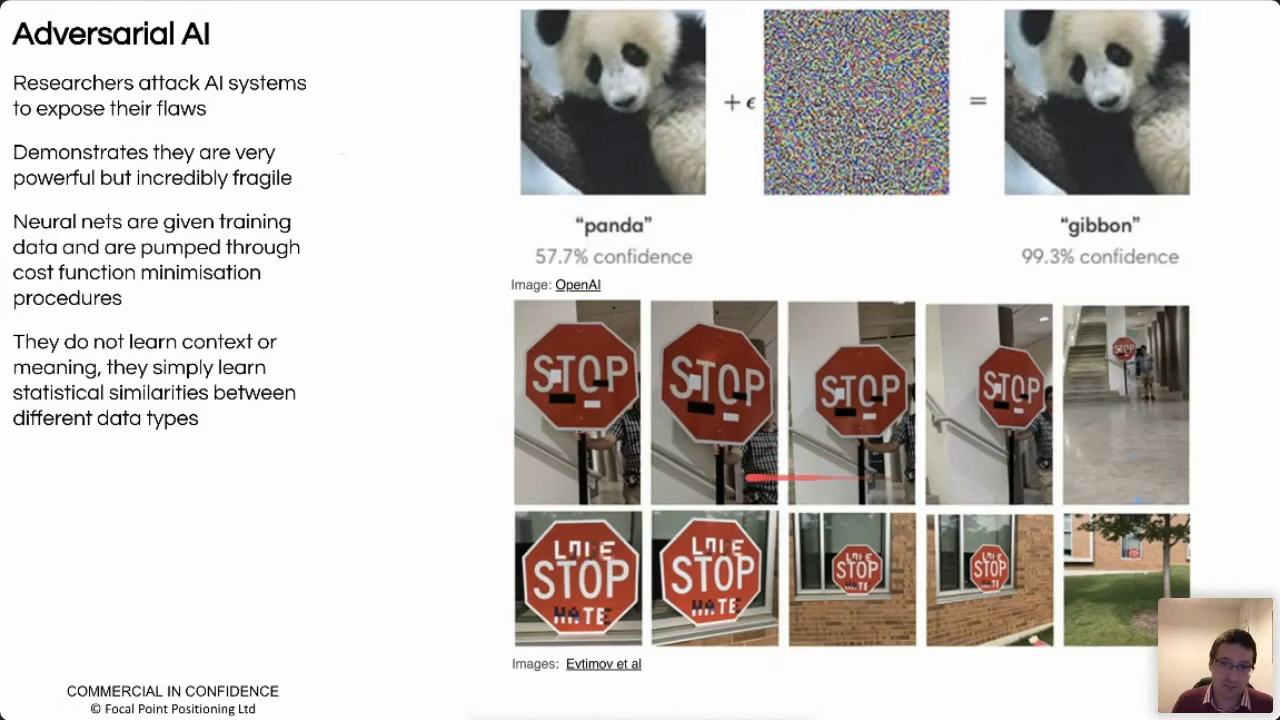 Adversarial AI
Researchers attack AI systems
to expose their flaws
Demonstrates they are very
powerful but incredibly fragile
Neural nets are given training
data and are pumped through
cost function minimisation
procedures
They do not learn context or
meaning, they simply learn
statistical similarities between
different data types
+ ϵ
=
“panda”
57.7% confidence
“gibbon”
99.3% confidence
Image: OpenAI
STOP
STOP
STOP
STOP
STOP
STOP
HATE
STOP
HATE
STOP
HATE
STOP
HATE
Images: Evtimov et al
COMMERCIAL IN CONFIDENCE
© Focal Point Positioning Ltd